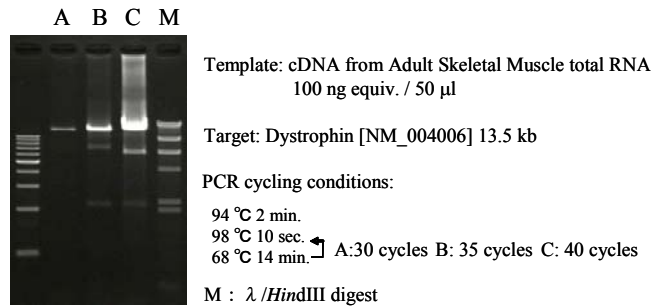 A B C M
Template: cDNA from Adult Skeletal Muscle total RNA
100 ng equiv. / 50 μl
Target: Dystrophin [NM_004006] 13.5 kb
PCR cycling conditions:
94 ℃ 2 min.
98 ℃ 10 sec.
68 ℃ 14 min. A:30 cycles B: 35 cycles C: 40 cycles
M : λ /HindIII digest